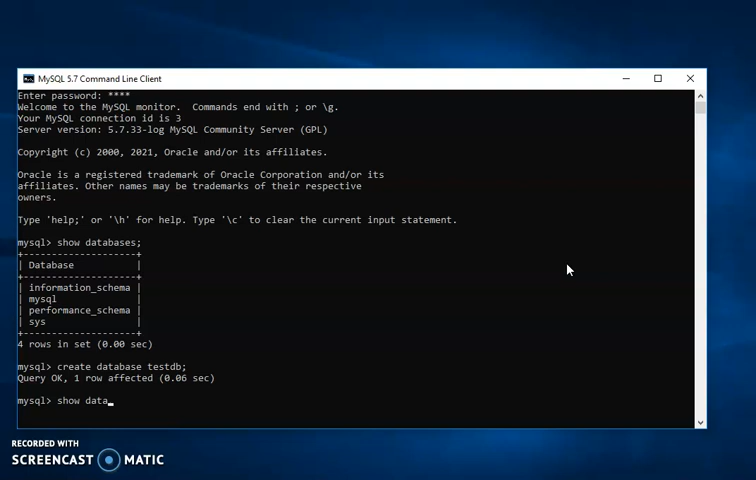 MySQL 5.7 Command Line Client
Enter password: ****
Welcome to the MySQL monitor.  Commands end with ; or \g.
Your MySQL connection id is 3
Server version: 5.7.33-log MySQL Community Server (GPL)
Copyright (c) 2000, 2021, Oracle and/or its affiliates.
Oracle is a registered trademark of Oracle Corporation and/or its
affiliates. Other names may be trademarks of their respective
owners.
Type 'help;' or '\h' for help. Type '\c' to clear the current input statement.
mysql> show databases;
+--------------------+
| Database           |
+--------------------+
| information_schema |
| mysql              |
| performance_schema |
| sys                |
+--------------------+
4 rows in set (0.00 sec)
mysql> create database testdb;
Query OK, 1 row affected (0.06 sec)
mysql> show data_
RECORDED WITH
SCREENCAST MATIC